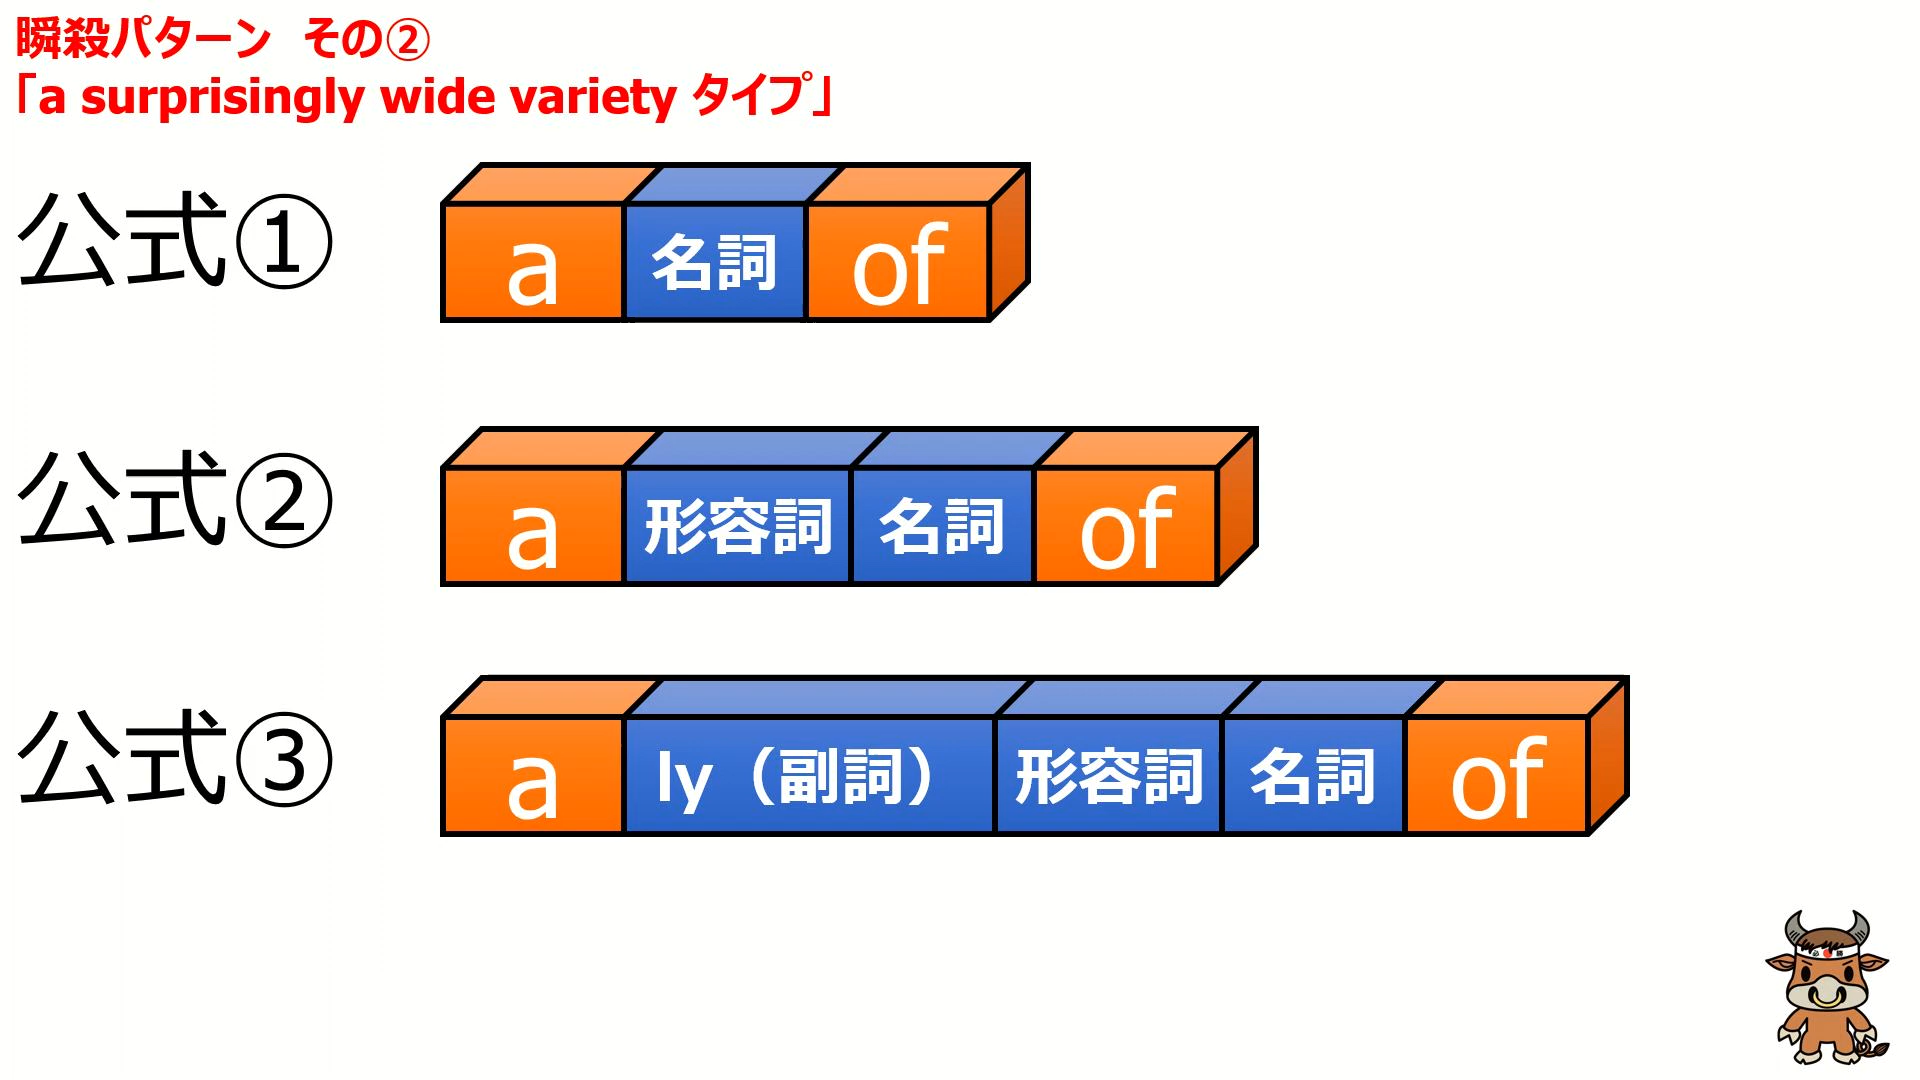 瞬殺パターン その②
「a surprisingly wide variety タイプ」
公式①
a 名詞 of
公式②
a 形容詞 名詞 of
公式③
a ly（副詞） 形容詞 名詞 of
必 勝